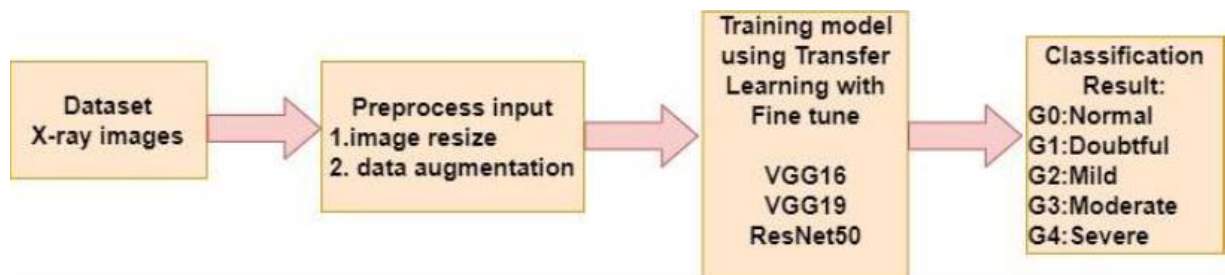 Dataset
X-ray images
Preprocess input
1.image resize
2. data augmentation
Training model
using Transfer
Learning with
Fine tune
VGG16
VGG19
ResNet50
Classification
Result:
G0:Normal
G1:Doubtful
G2:Mild
G3:Moderate
G4:Severe